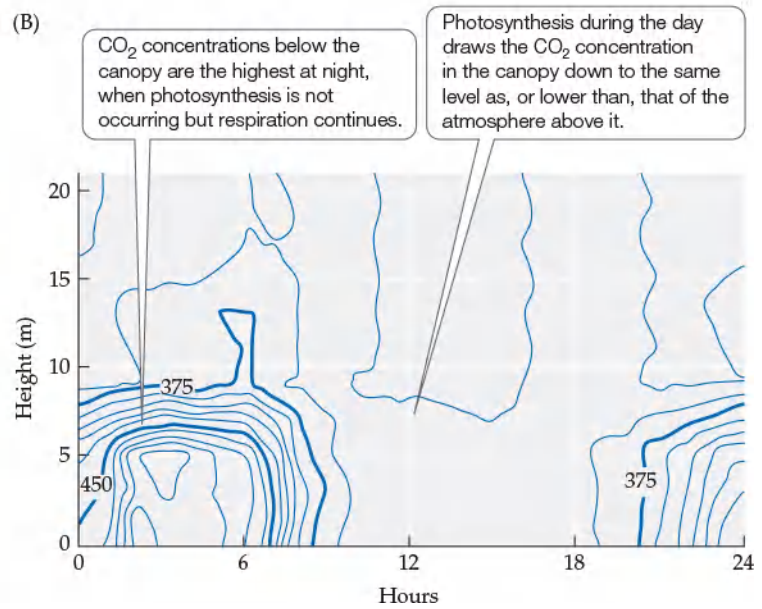 (B)
CO₂ concentrations below the
canopy are the highest at night,
when photosynthesis is not
occurring but respiration continues.
Photosynthesis during the day
draws the CO₂ concentration
in the canopy down to the same
level as, or lower than, that of the
atmosphere above it.
20
15
10
5
0
Height (m)
375
450
375
0
6
12
18
24
Hours